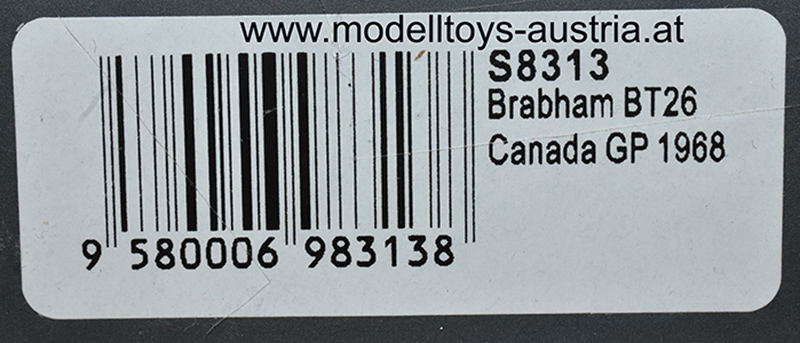 www.modelltoys-austria.at
S8313
Brabham BT26
Canada GP 1968
9 580006 983138